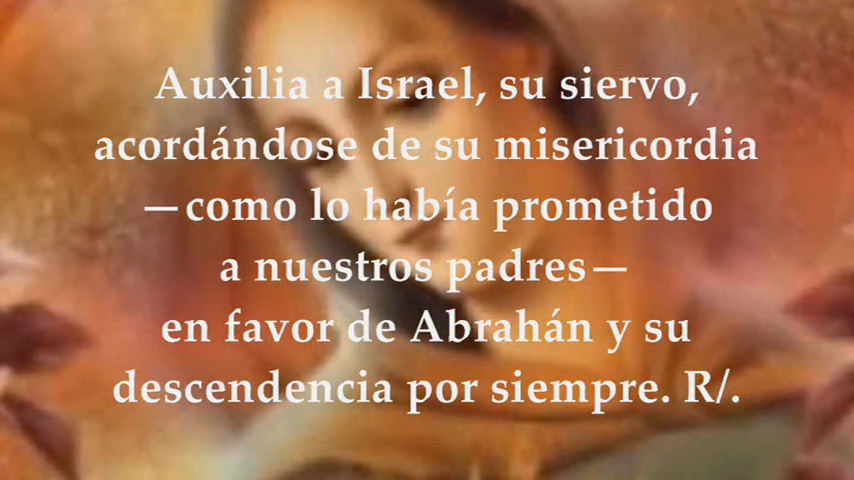 Auxilia a Israel, su siervo,
acordándose de su misericordia
—como lo había prometido
a nuestros padres—
en favor de Abrahán y su
descendencia por siempre. R/.